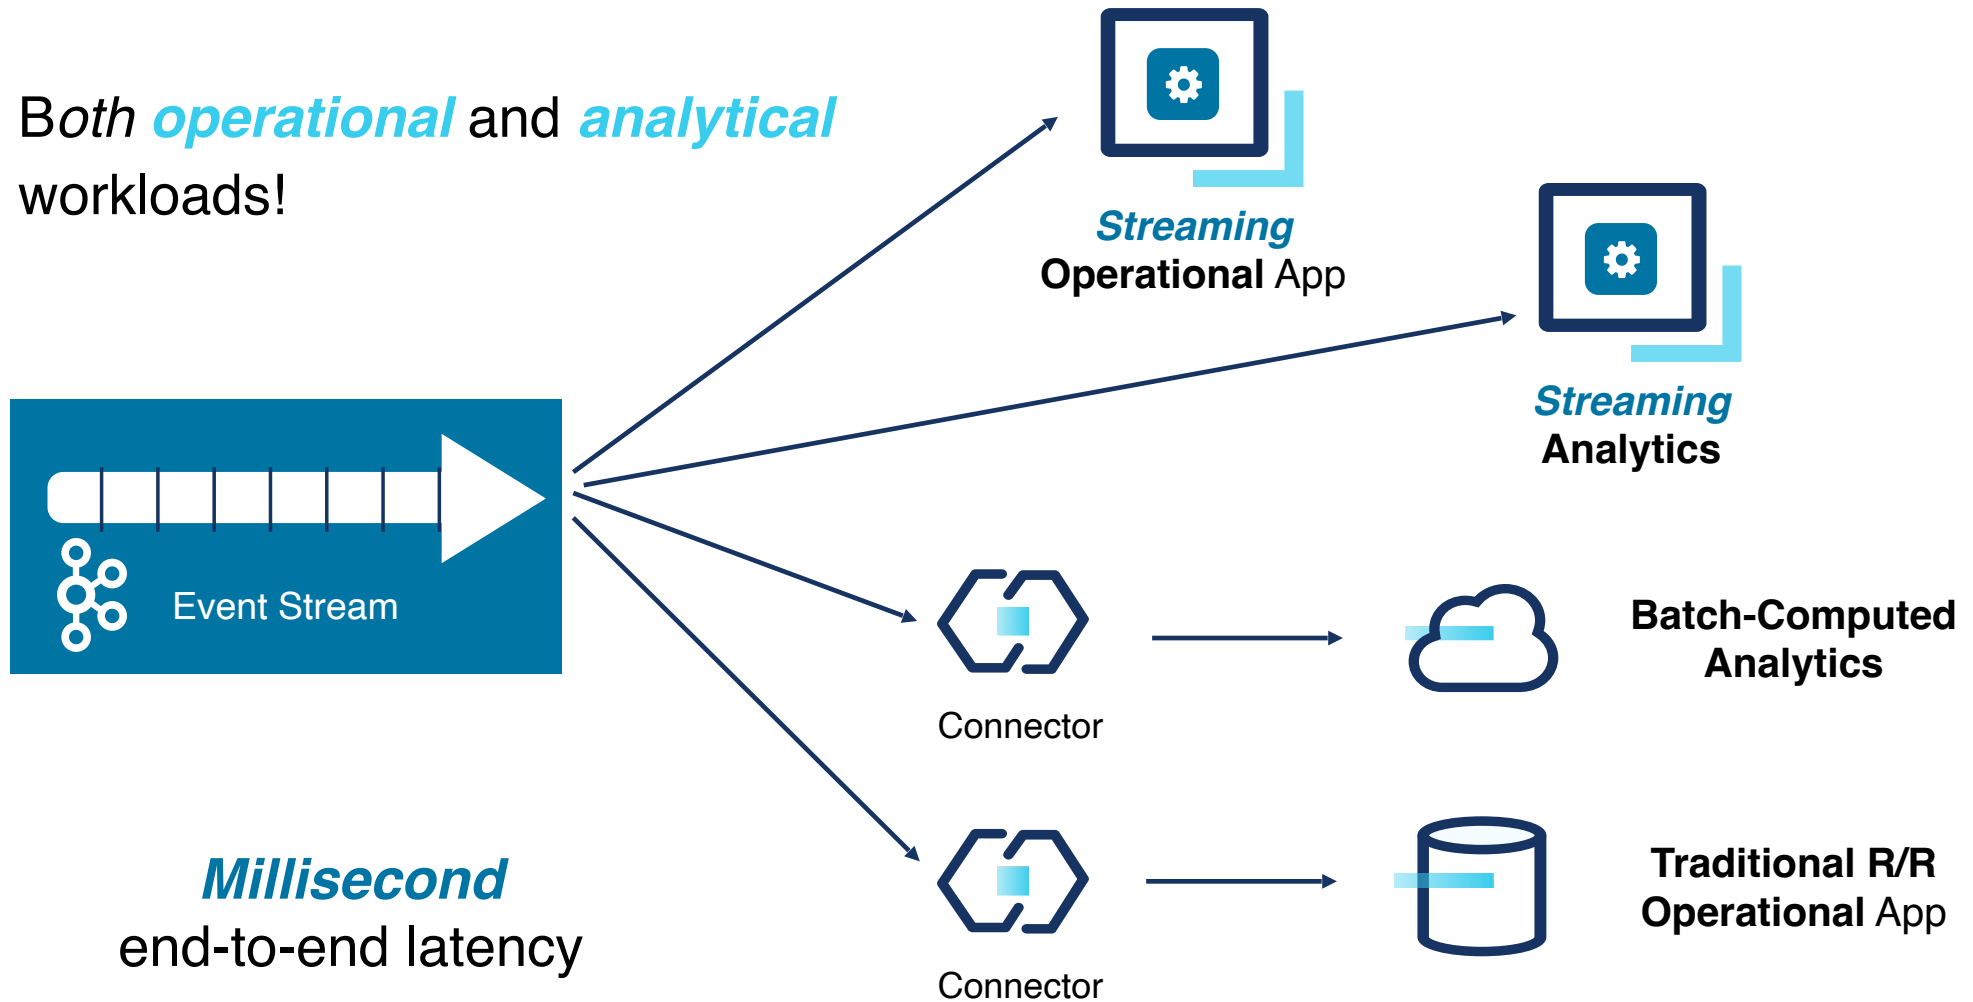 Both operational and analytical
workloads!
Streaming
Operational App
Streaming
Analytics
Event Stream
Connector
Batch-Computed
Analytics
Millisecond
end-to-end latency
Connector
Traditional R/R
Operational App